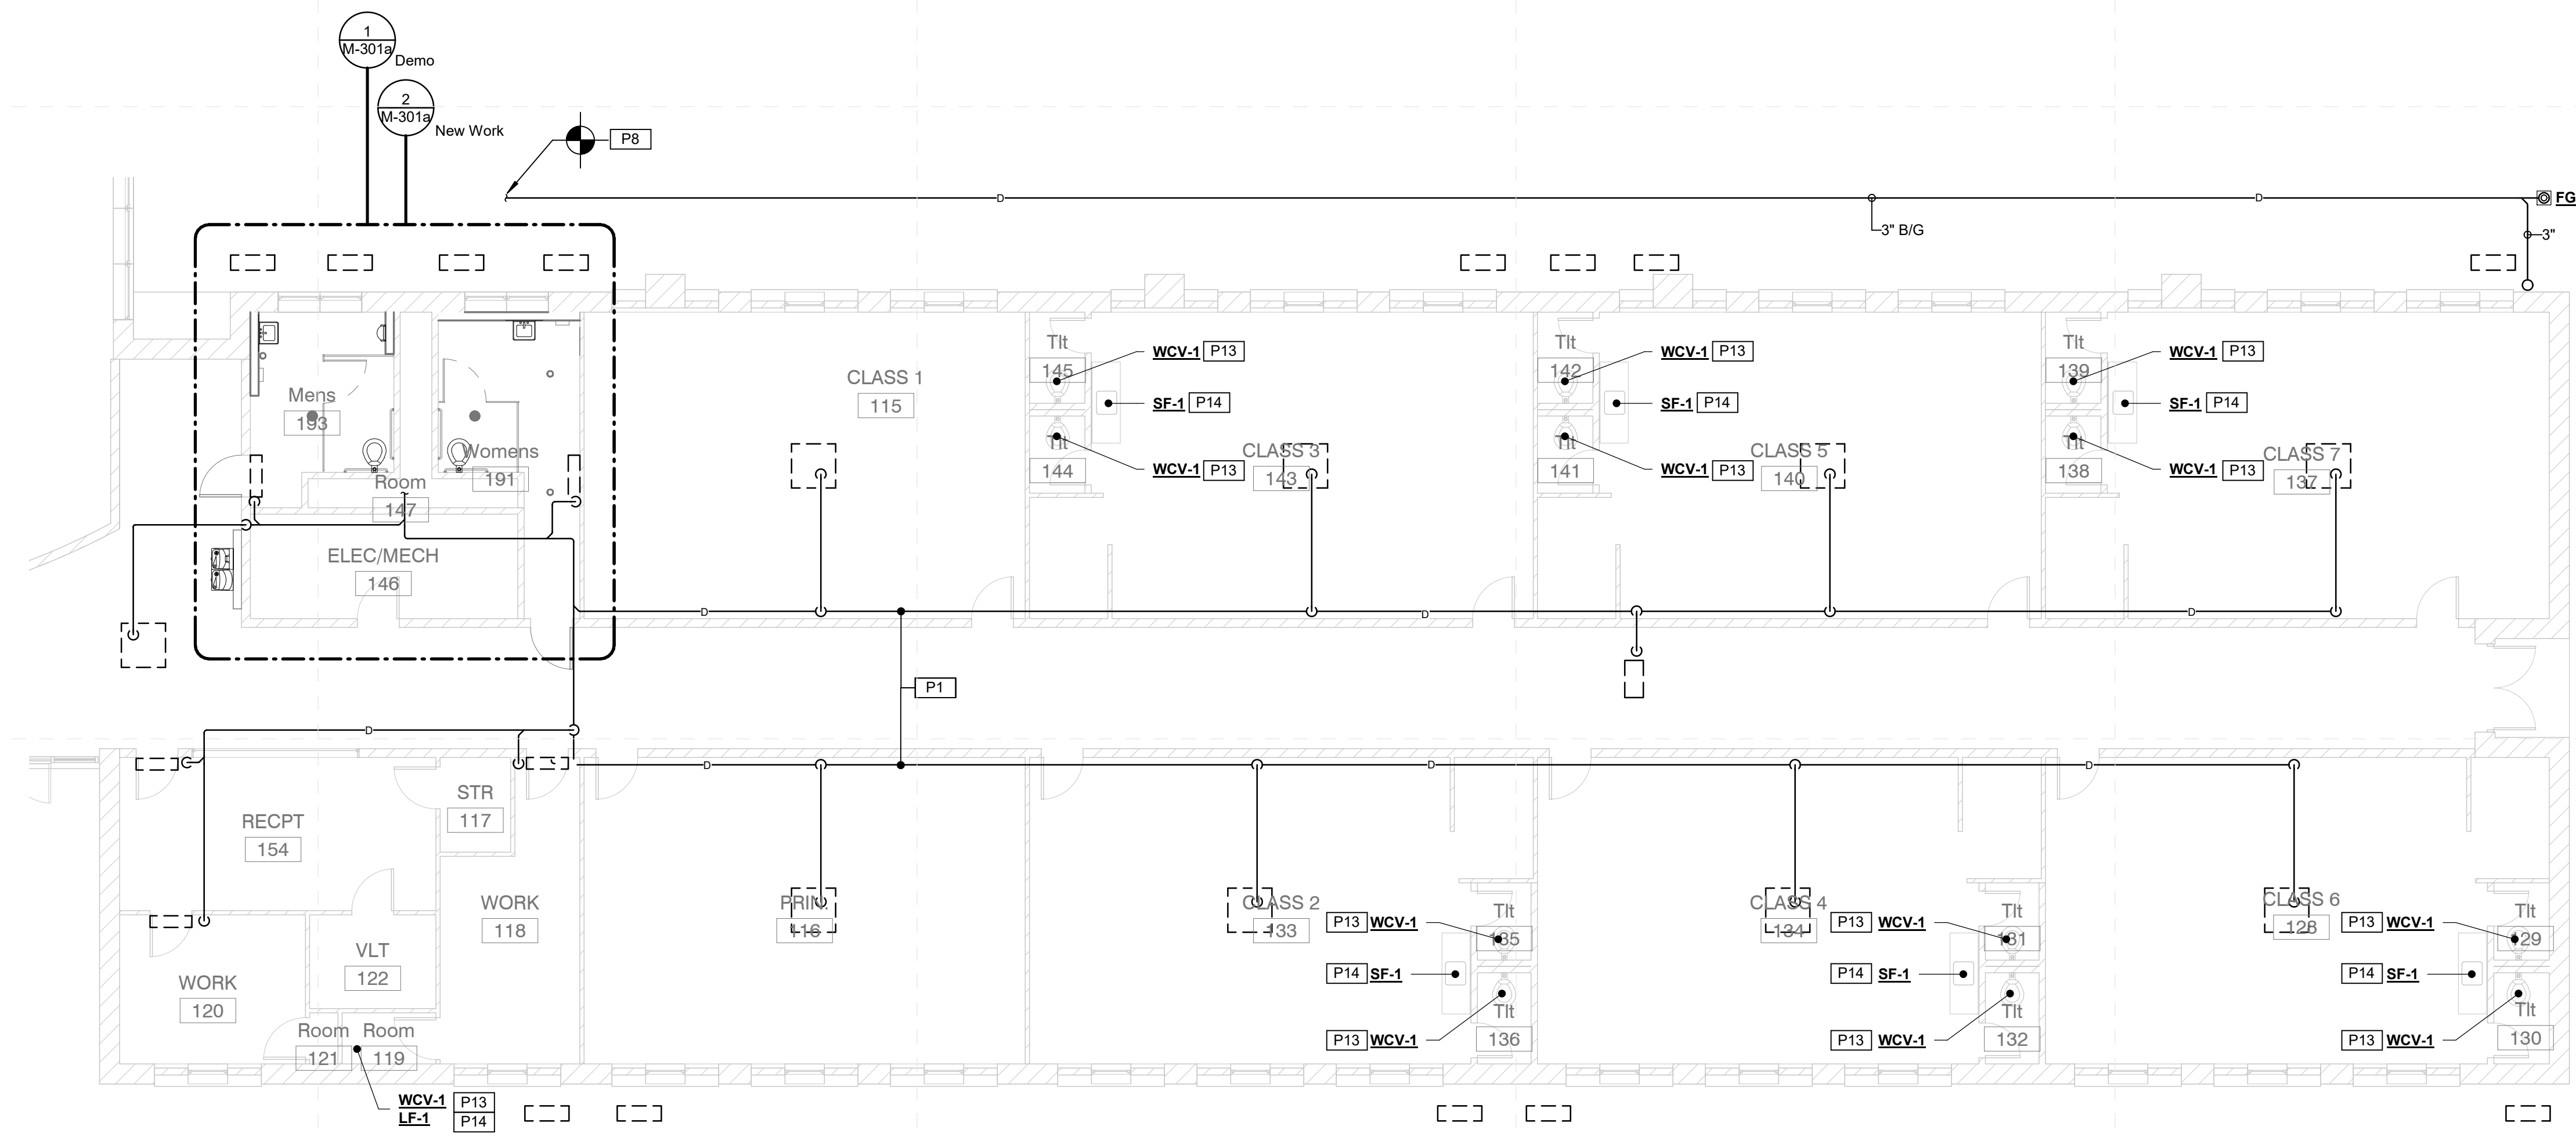 1
M-301a
Demo
2
M-301a
New Work
P8
D
D
FG
3" B/G
3"
Mens
193
Womens
191
Room
147
ELEC/MECH
146
CLASS 1
115
Tlt
145
WCV-1 P13
SF-1 P14
Tlt
144
WCV-1 P13
CLASS 3
143
Tlt
142
WCV-1 P13
SF-1 P14
Tlt
141
WCV-1 P13
CLASS 5
140
Tlt
139
WCV-1 P13
SF-1 P14
Tlt
138
WCV-1 P13
CLASS 7
137
D
D
D
P1
D
D
D
D
RECPT
154
STR
117
WORK
118
VLT
122
WORK
120
Room
121
Room
119
WCV-1 P13
LF-1 P14
PRIN.
116
CLASS 2
133
P13 WCV-1
Tlt
135
P14 SF-1
Tlt
136
P13 WCV-1
CLASS 4
134
P13 WCV-1
Tlt
131
P14 SF-1
Tlt
132
P13 WCV-1
CLASS 6
128
P13 WCV-1
Tlt
129
P14 SF-1
Tlt
130
P13 WCV-1